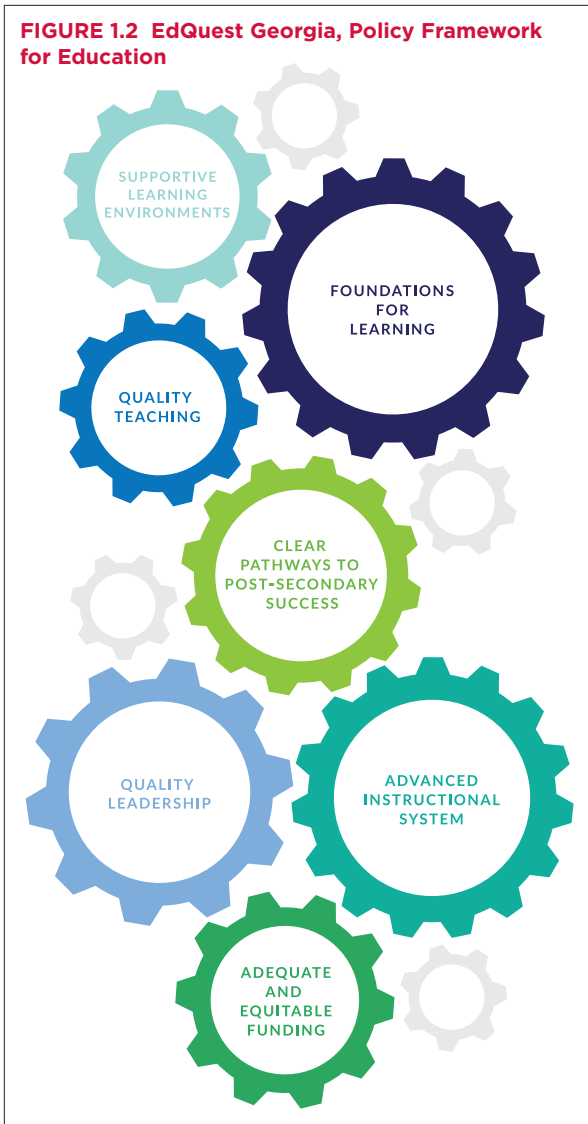 FIGURE 1.2 EdQuest Georgia, Policy Framework
for Education
SUPPORTIVE
LEARNING
ENVIRONMENTS
FOUNDATIONS
FOR
LEARNING
QUALITY
TEACHING
CLEAR
PATHWAYS TO
POST-SECONDARY
SUCCESS
QUALITY
LEADERSHIP
ADVANCED
INSTRUCTIONAL
SYSTEM
ADEQUATE
AND
EQUITABLE
FUNDING